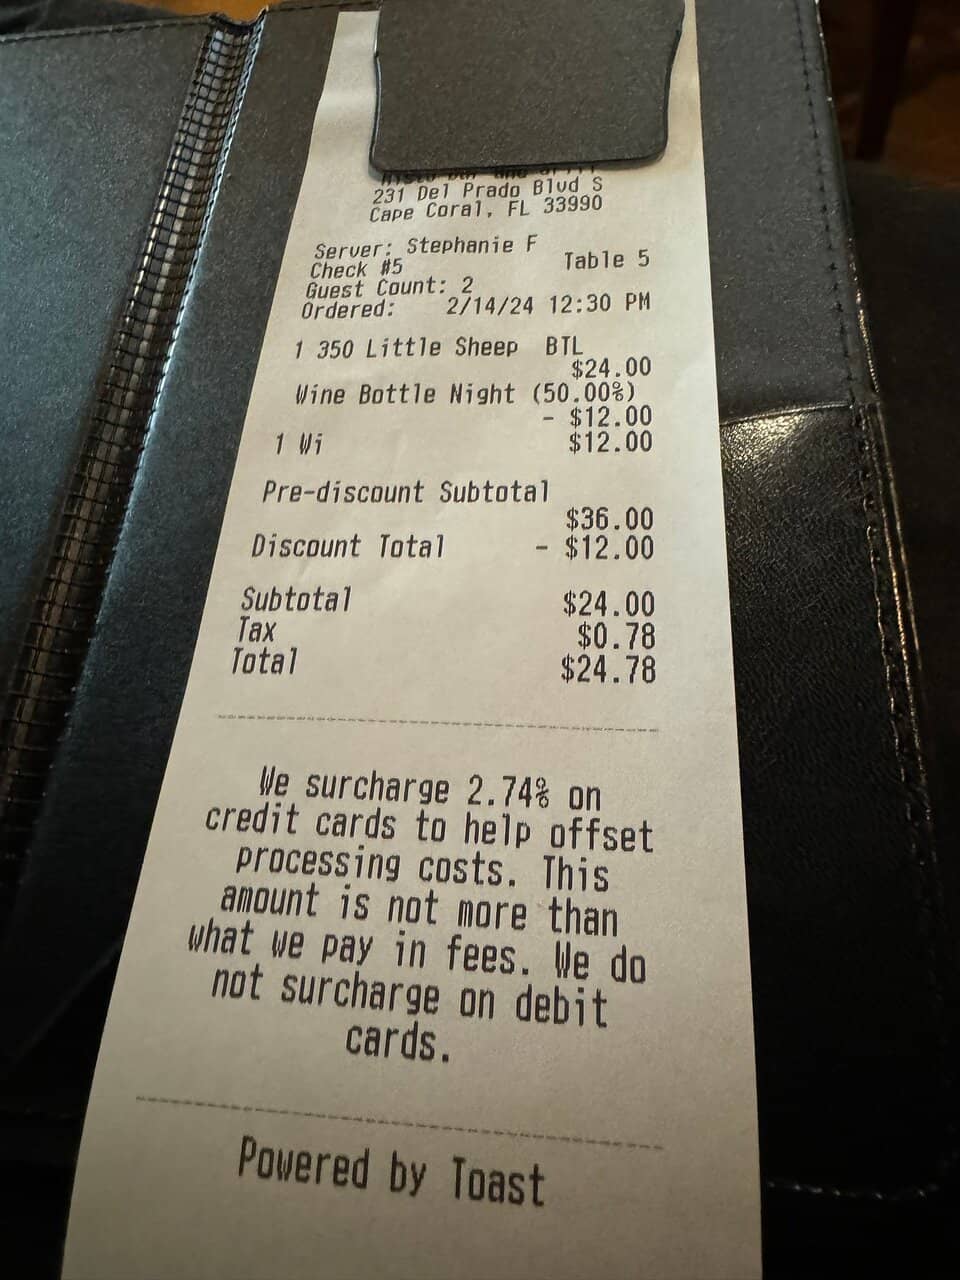 231 Del Prado Blvd S
Cape Coral, FL 33990
Server: Stephanie F
Check #5 Table 5
Guest Count: 2
Ordered: 2/14/24 12:30 PM
1 350 Little Sheep BTL
$24.00
Wine Bottle Night (50.00%)
- $12.00
1 Wi $12.00
Pre-discount Subtotal
$36.00
Discount Total - $12.00
Subtotal $24.00
Tax $0.78
Total $24.78
We surcharge 2.74% on
credit cards to help offset
processing costs. This
amount is not more than
what we pay in fees. We do
not surcharge on debit
cards.
Powered by Toast